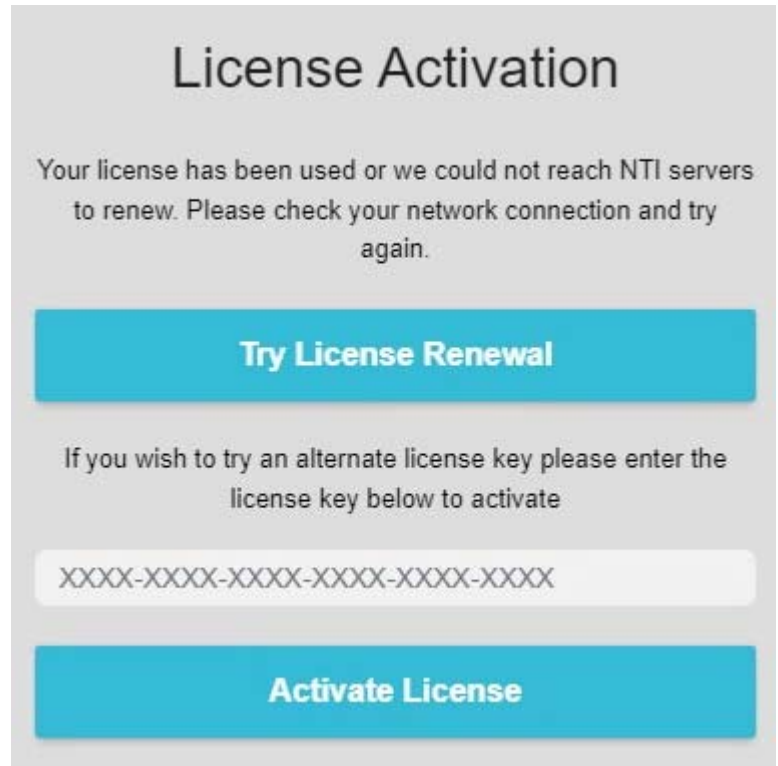 License Activation
Your license has been used or we could not reach NTI servers
to renew. Please check your network connection and try
again.
Try License Renewal
If you wish to try an alternate license key please enter the
license key below to activate
XXXX-XXXX-XXXX-XXXX-XXXX-XXXX
Activate License